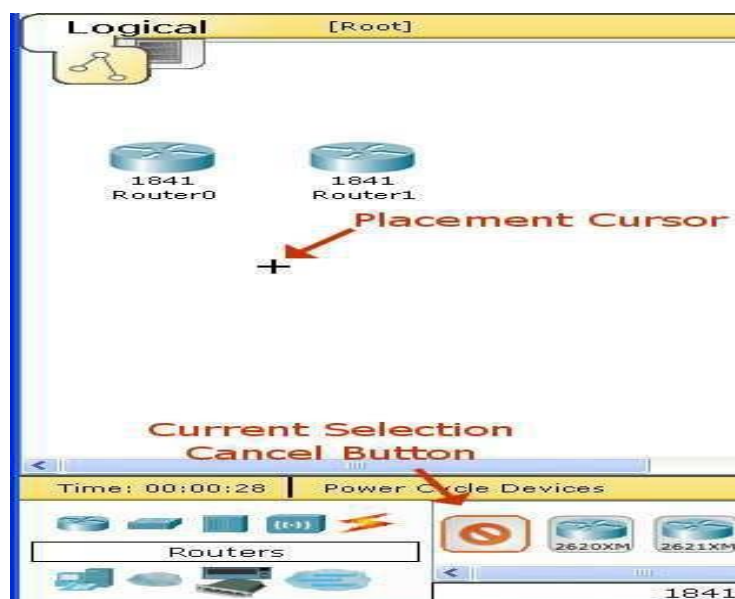 Logical [Root]
1841 1841
Router0 Router1
Placement Cursor
Current Selection
Cancel Button
Time: 00:00:28 Power Cycle Devices
Routers
2620XM 2621XM
1841